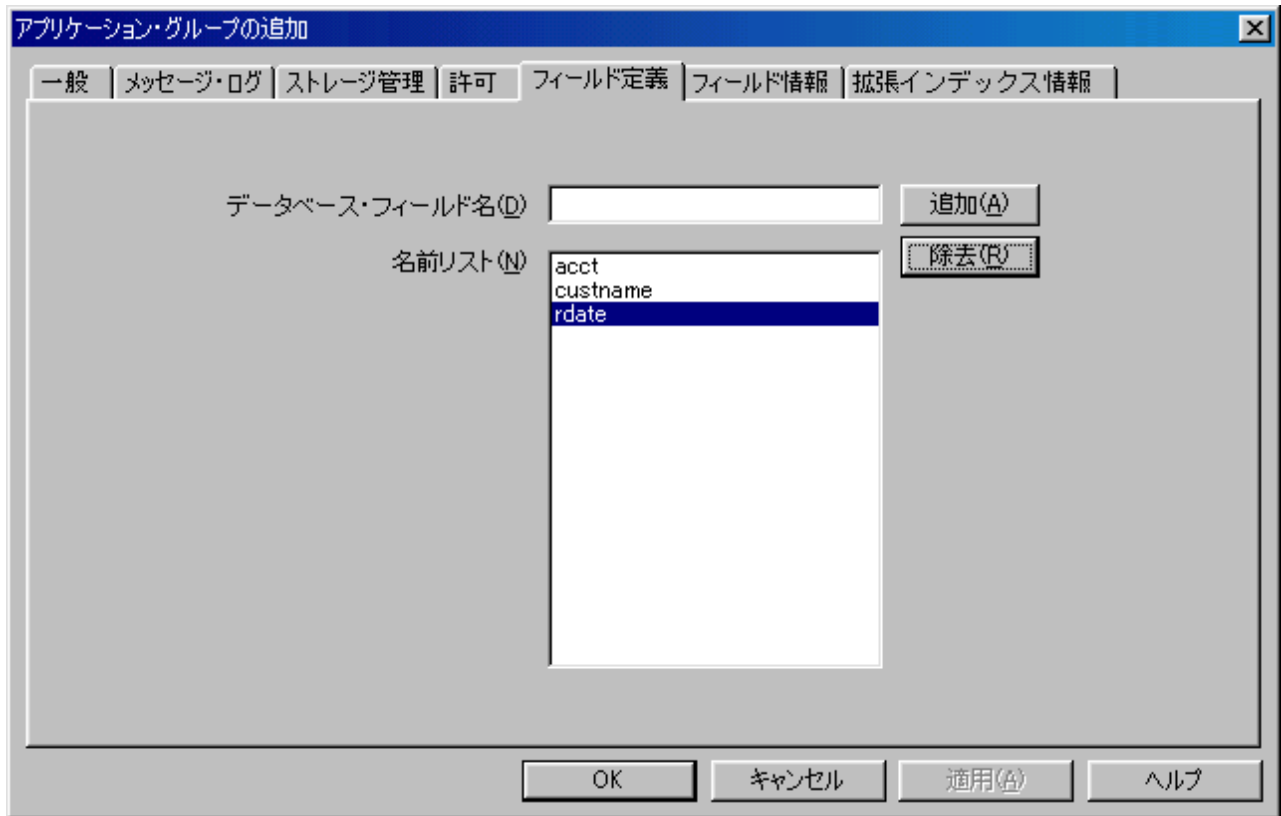 アプリケーション・グループの追加
一般 メッセージ・ログ ストレージ管理 許可 フィールド定義 フィールド情報 拡張インデックス情報
データベース・フィールド名(D) 追加(A)
名前リスト(N) 除去(R)
acct
custname
rdate
OK キャンセル 適用(A) ヘルプ